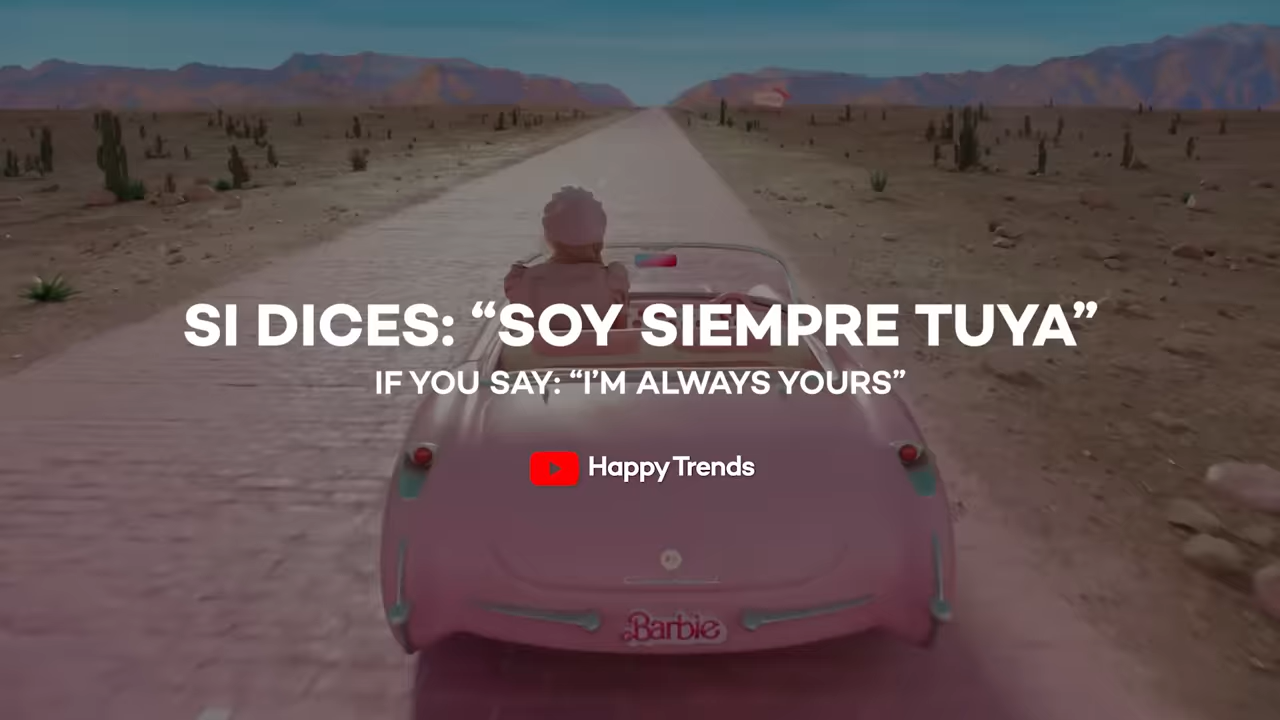 SI DICES: “SOY SIEMPRE TUYA”
IF YOU SAY: “I’M ALWAYS YOURS”
Happy Trends
Barbie